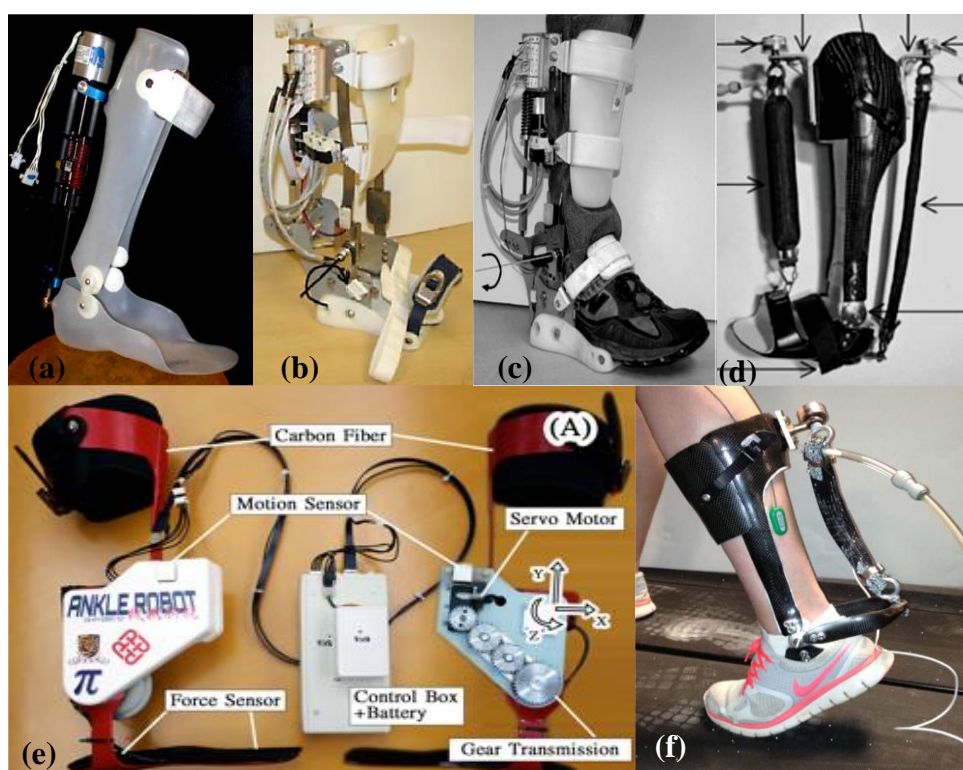 (a)
(b)
(c)
(d)
(A)
Carbon Fiber
Motion Sensor
Servo Motor
ANKLE ROBOT
π
Y
X
Z
Force Sensor
Control Box
+Battery
Gear Transmission
(e)
(f)